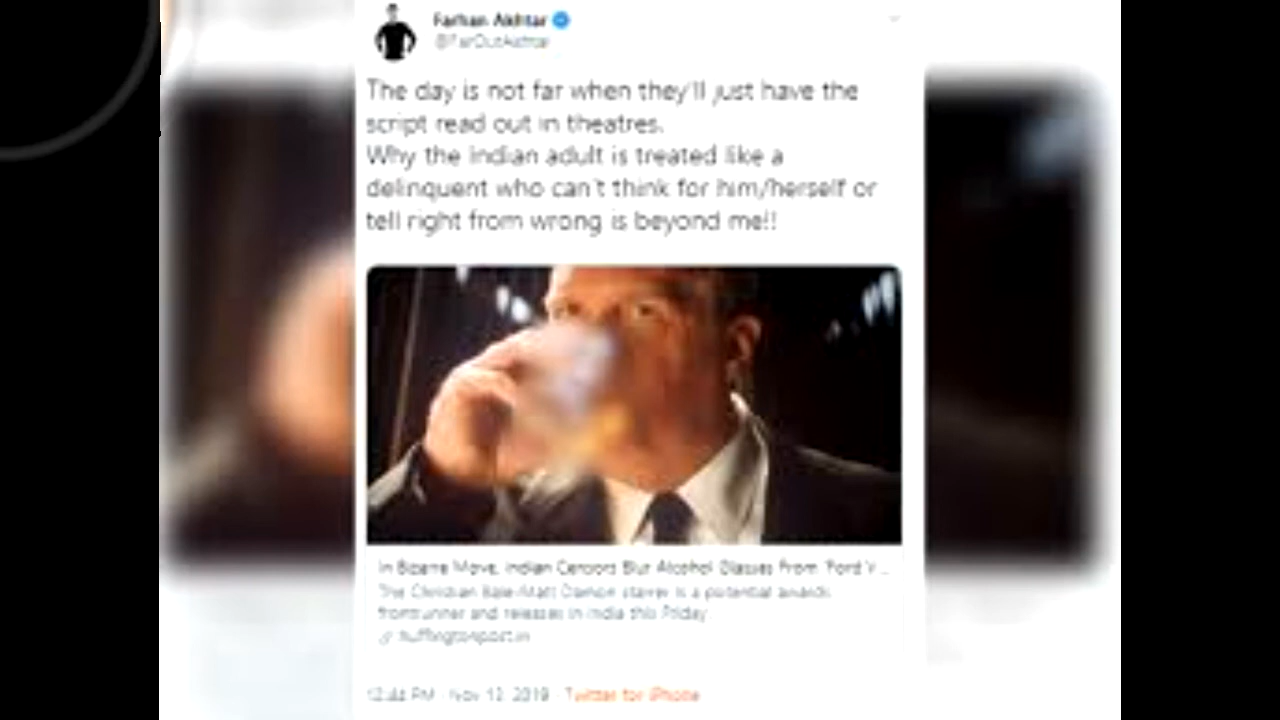 Farhan Akhtar
@FarOutAkhtar
The day is not far when they'll just have the
script read out in theatres.
Why the Indian adult is treated like a
delinquent who can't think for him/herself or
tell right from wrong is beyond me!!
In Bizarre Move, Indian Censors Blur Alcohol Glasses From 'Ford V ...
The Christian Bale-Matt Damon starrer is a potential awards
frontrunner and releases in India this Friday
huffingtonpost.in
12:44 PM · Nov 13, 2019 · Twitter for iPhone